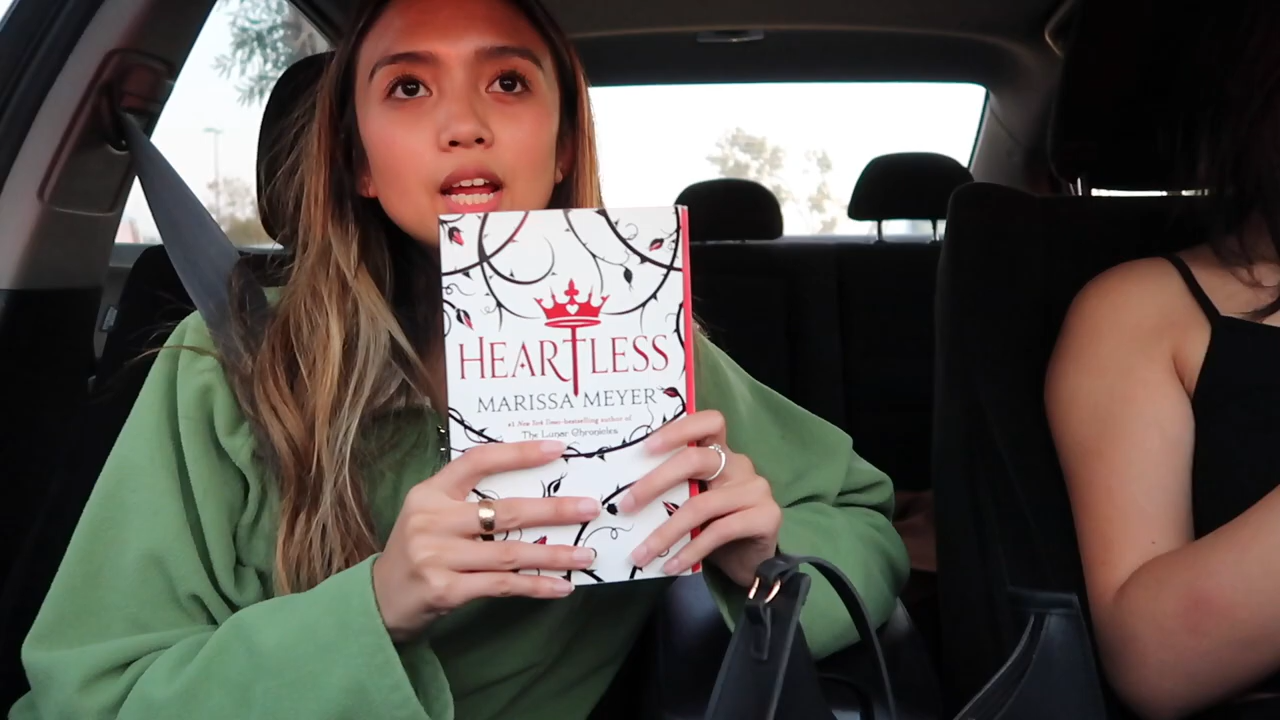 HEARTLESS
MARISSA MEYER
#1 New York Times–bestselling author of
The Lunar Chronicles